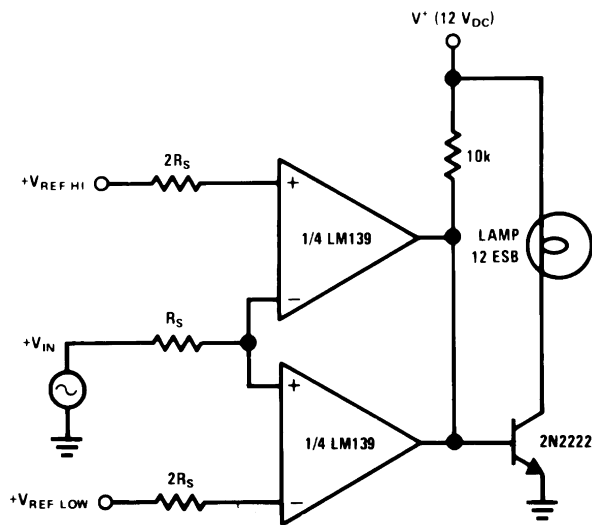 V+ (12 VDC)
2RS
+VREF HI
+
10k
1/4 LM139
LAMP
12 ESB
−
RS
+VIN
+
1/4 LM139
2N2222
2RS
+VREF LOW
−